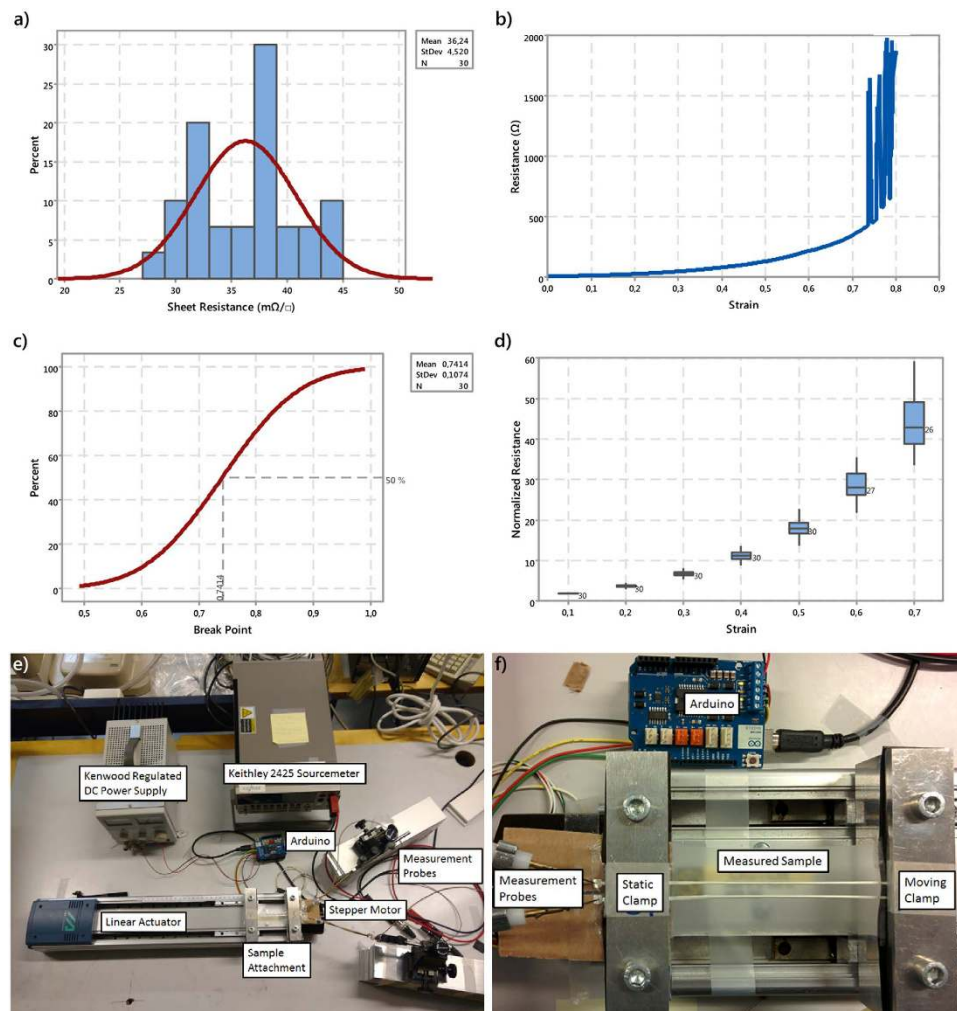 a)
Mean 36,24
StDev 4,520
N 30
Percent
30
25
20
15
10
5
0
20 25 30 35 40 45 50
Sheet Resistance (mΩ/□)
b)
Resistance (Ω)
2000
1500
1000
500
0
0,0 0,1 0,2 0,3 0,4 0,5 0,6 0,7 0,8 0,9
Strain
c)
Mean 0,7414
StDev 0,1074
N 30
Percent
100
80
60
40
20
0
50 %
0,7414
0,5 0,6 0,7 0,8 0,9 1,0
Break Point
d)
Normalized Resistance
60
50
40
30
20
10
0
30 30 30 30 30 27 26
0,1 0,2 0,3 0,4 0,5 0,6 0,7
Strain
e)
Kenwood Regulated
DC Power Supply
Keithley 2425 Sourcemeter
Arduino
Measurement
Probes
Linear Actuator
Stepper Motor
Sample
Attachment
f)
Arduino
Measurement
Probes
Static
Clamp
Measured Sample
Moving
Clamp